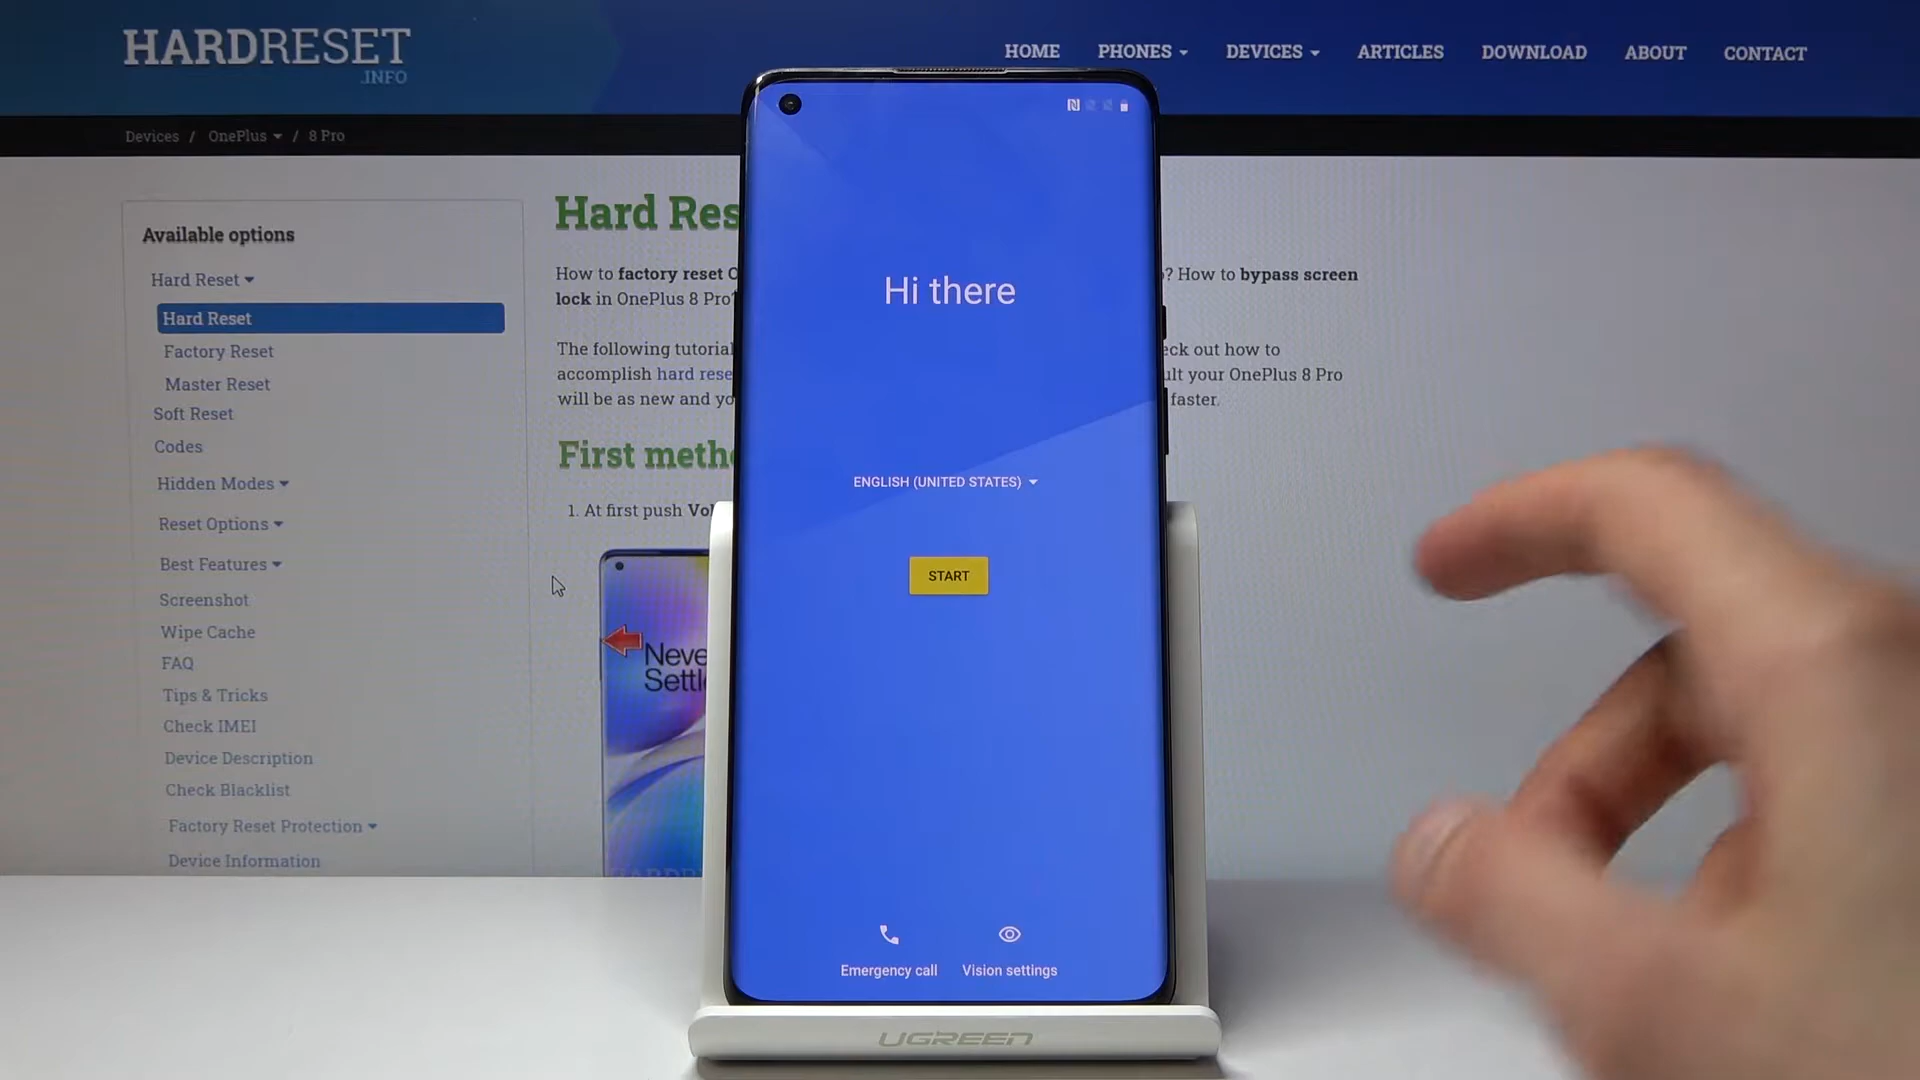 HARDRESET
.INFO
HOME PHONES DEVICES ARTICLES DOWNLOAD ABOUT CONTACT
Devices / OnePlus / 8 Pro
Available options
Hard Reset
Hard Reset
Factory Reset
Master Reset
Soft Reset
Codes
Hidden Modes
Reset Options
Best Features
Screenshot
Wipe Cache
FAQ
Tips & Tricks
Check IMEI
Device Description
Check Blacklist
Factory Reset Protection
Device Information
Hard Res
How to factory reset O ? How to bypass screen
lock in OnePlus 8 Pro?
The following tutorial eck out how to
accomplish hard rese ult your OnePlus 8 Pro
will be as new and yo faster.
First meth
1. At first push Vol
Never
Settl
Hi there
ENGLISH (UNITED STATES)
START
Emergency call Vision settings
UGREEN